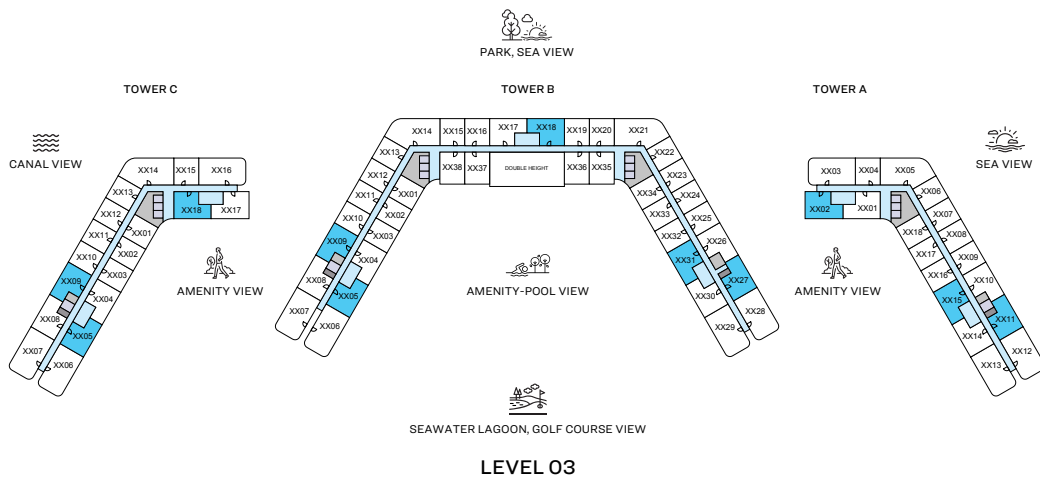 PARK, SEA VIEW
TOWER C
TOWER B
TOWER A
CANAL VIEW
SEA VIEW
XX14
XX15
XX16
XX13
XX12
XX11
XX10
XX09
XX08
XX07
XX06
XX05
XX04
XX03
XX02
XX01
XX18
XX17
AMENITY VIEW
XX14
XX15
XX16
XX17
XX18
XX19
XX20
XX21
XX13
XX38
XX37
DOUBLE HEIGHT
XX36
XX35
XX22
XX12
XX01
XX34
XX23
XX11
XX02
XX33
XX24
XX10
XX03
XX32
XX25
XX09
XX04
XX31
XX26
XX08
XX05
XX30
XX27
XX07
XX06
XX29
XX28
AMENITY-POOL VIEW
XX03
XX04
XX05
XX02
XX01
XX06
XX07
XX18
XX08
XX17
XX09
XX16
XX10
XX15
XX11
XX14
XX12
XX13
AMENITY VIEW
SEAWATER LAGOON, GOLF COURSE VIEW
LEVEL 03